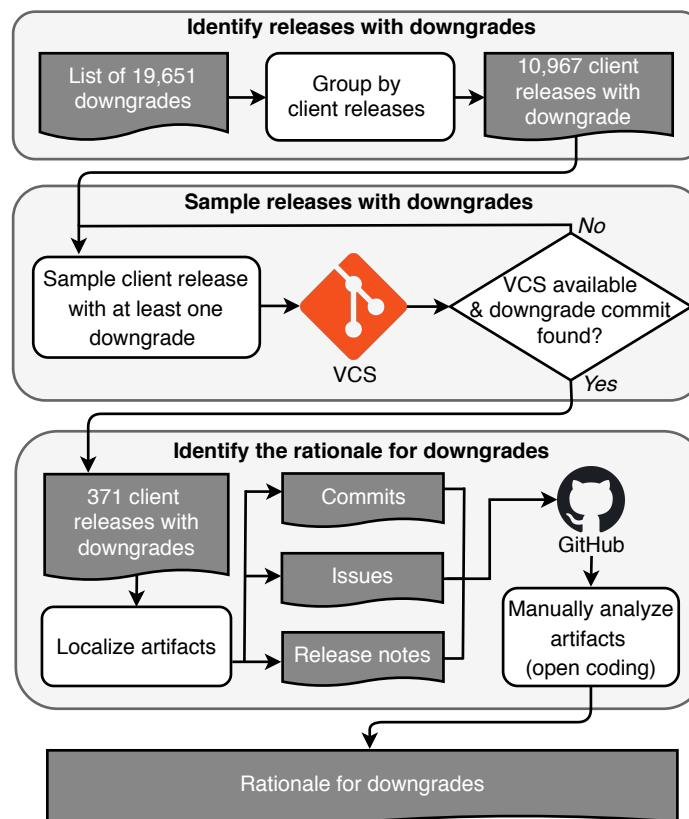 Identify releases with downgrades
List of 19,651
downgrades
Group by
client releases
10,967 client
releases with
downgrade
Sample releases with downgrades
No
Sample client release
with at least one
downgrade
VCS
VCS available
& downgrade commit
found?
Yes
Identify the rationale for downgrades
371 client
releases with
downgrades
Localize artifacts
Commits
Issues
Release notes
GitHub
Manually analyze
artifacts
(open coding)
Rationale for downgrades